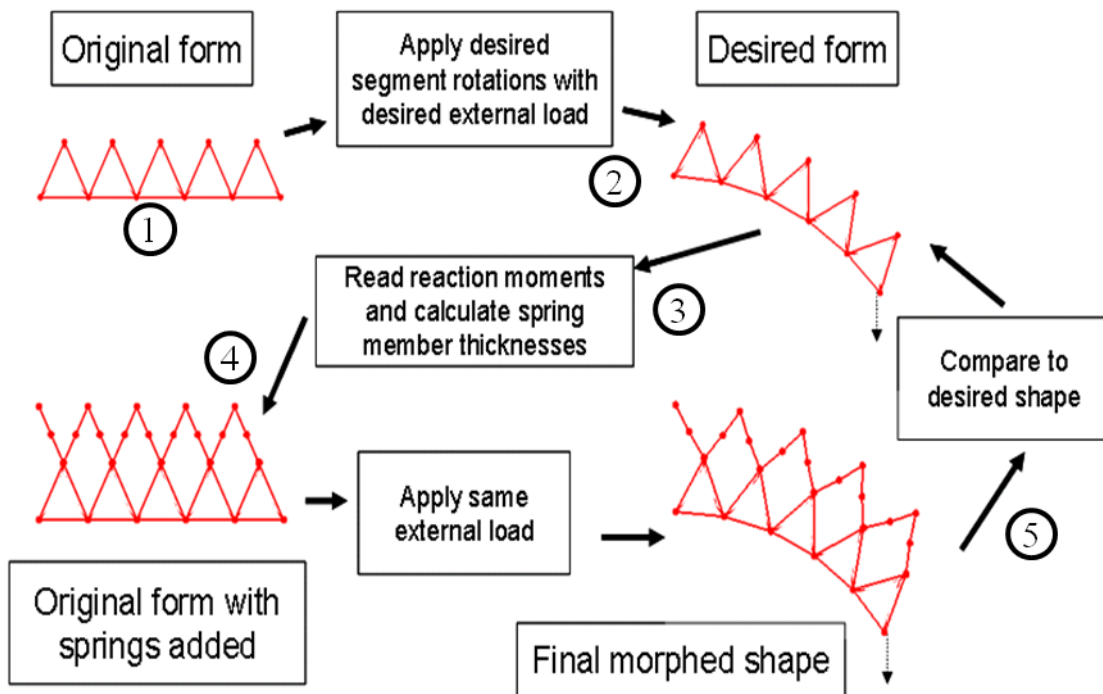 Original form
Apply desired
segment rotations with
desired external load
Desired form
1
2
Read reaction moments
and calculate spring
member thicknesses
3
4
Compare to
desired shape
Apply same
external load
5
Original form with
springs added
Final morphed shape